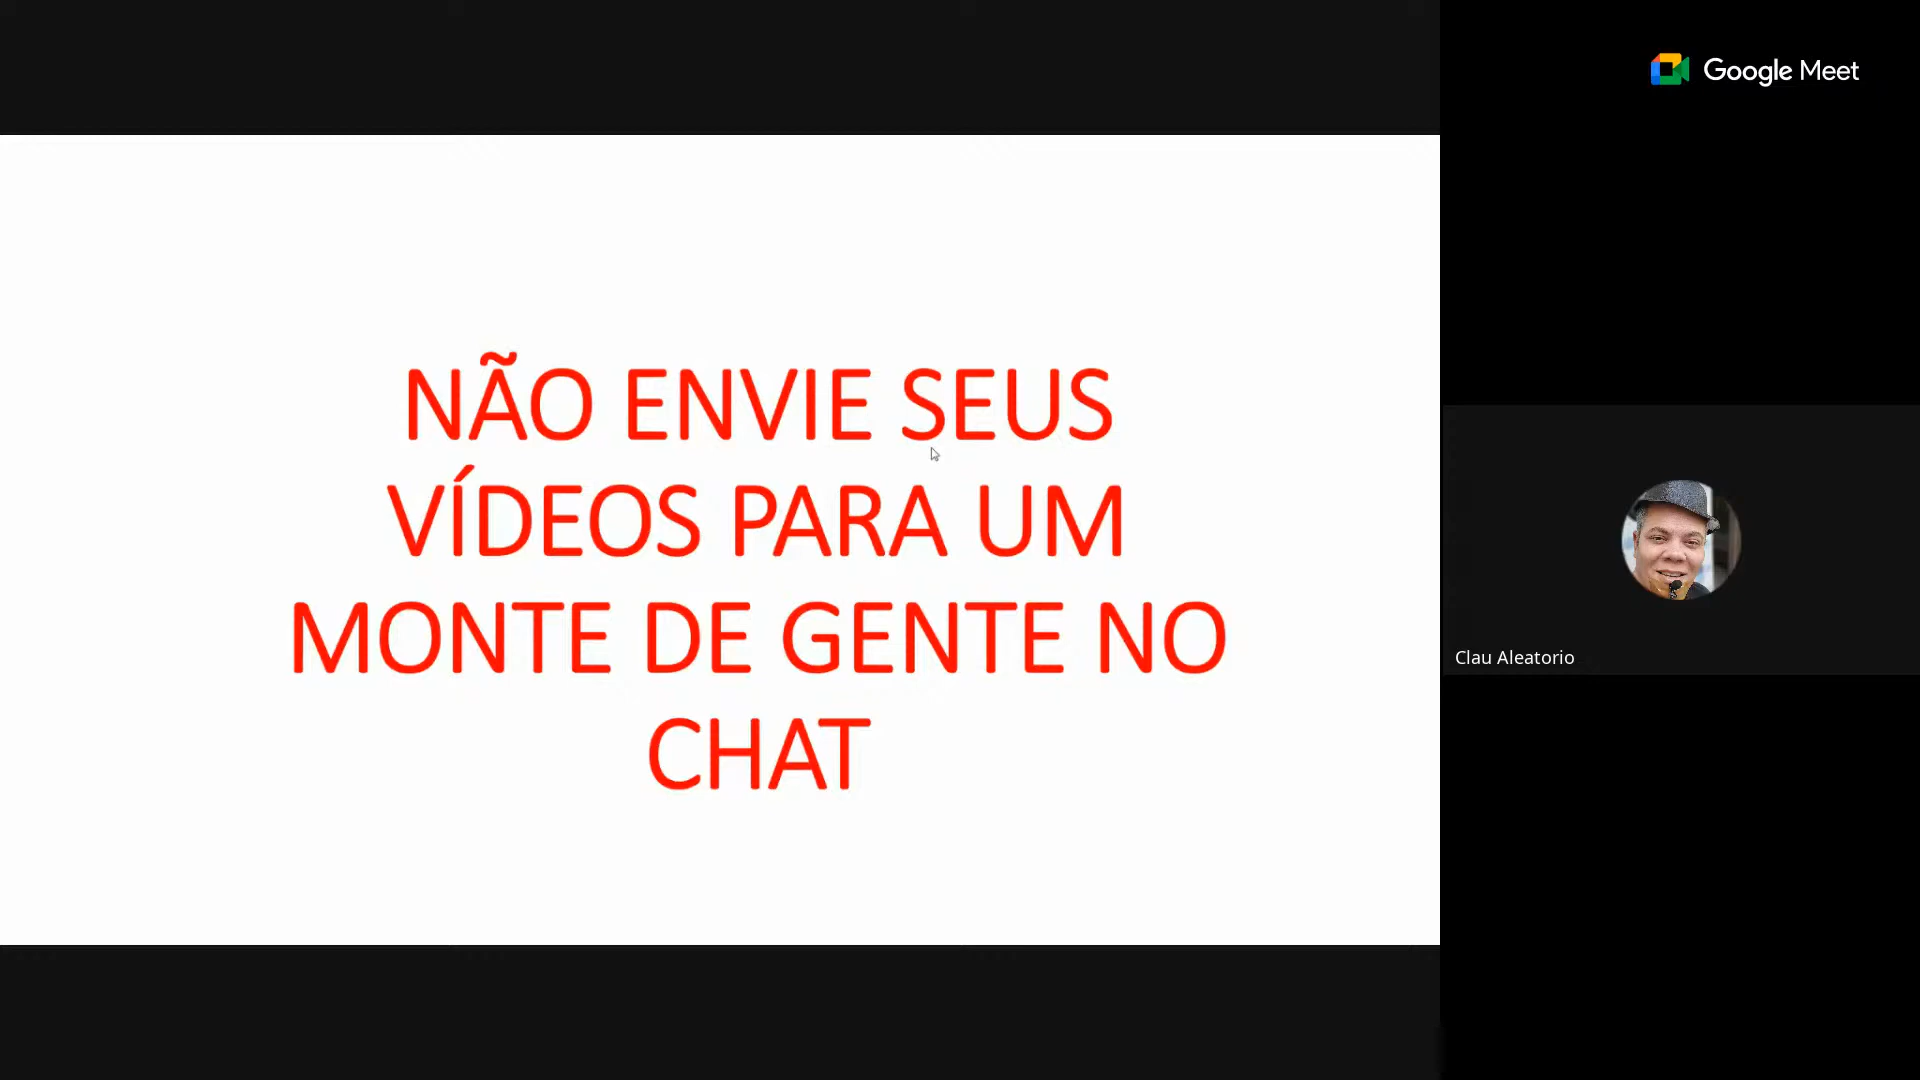 Google Meet
NÃO ENVIE SEUS
VÍDEOS PARA UM
MONTE DE GENTE NO
CHAT
Clau Aleatorio